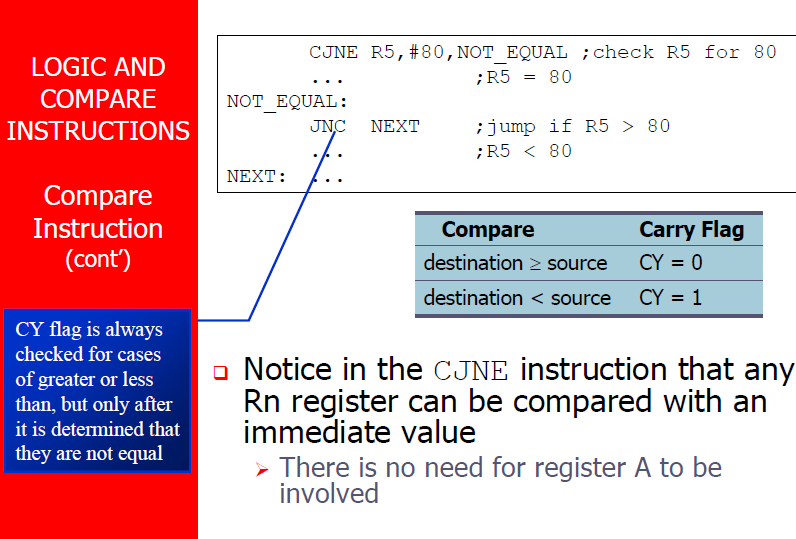 LOGIC AND
COMPARE
INSTRUCTIONS
Compare
Instruction
(cont’)
CY flag is always
checked for cases
of greater or less
than, but only after
it is determined that
they are not equal
CJNE R5,#80,NOT_EQUAL ;check R5 for 80
... ;R5 = 80
NOT_EQUAL:
JNC NEXT ;jump if R5 > 80
... ;R5 < 80
NEXT: ...
Compare Carry Flag
destination ≥ source CY = 0
destination < source CY = 1
Notice in the CJNE instruction that any
Rn register can be compared with an
immediate value
There is no need for register A to be
involved